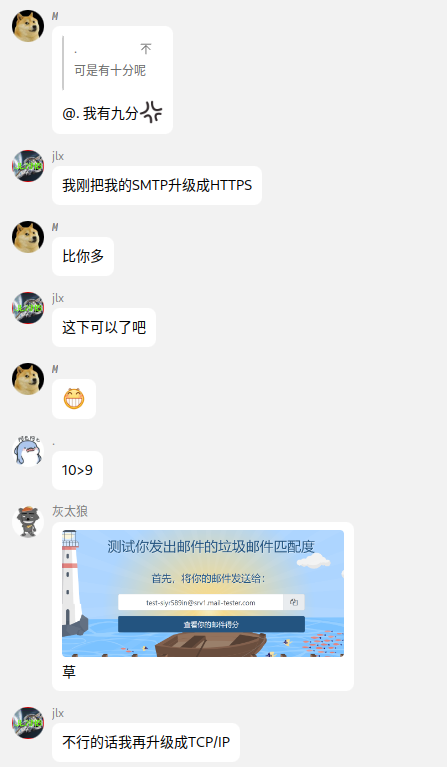 M
.
可是有十分呢
@. 我有九分
jlx
我刚把我的SMTP升级成HTTPS
M
比你多
jlx
这下可以了吧
M
.
10>9
灰太狼
测试你发出邮件的垃圾邮件匹配度
首先，将你的邮件发送给：
test-siyr589in@srv1.mail-tester.com
查看你的邮件得分
草
jlx
不行的话我再升级成TCP/IP